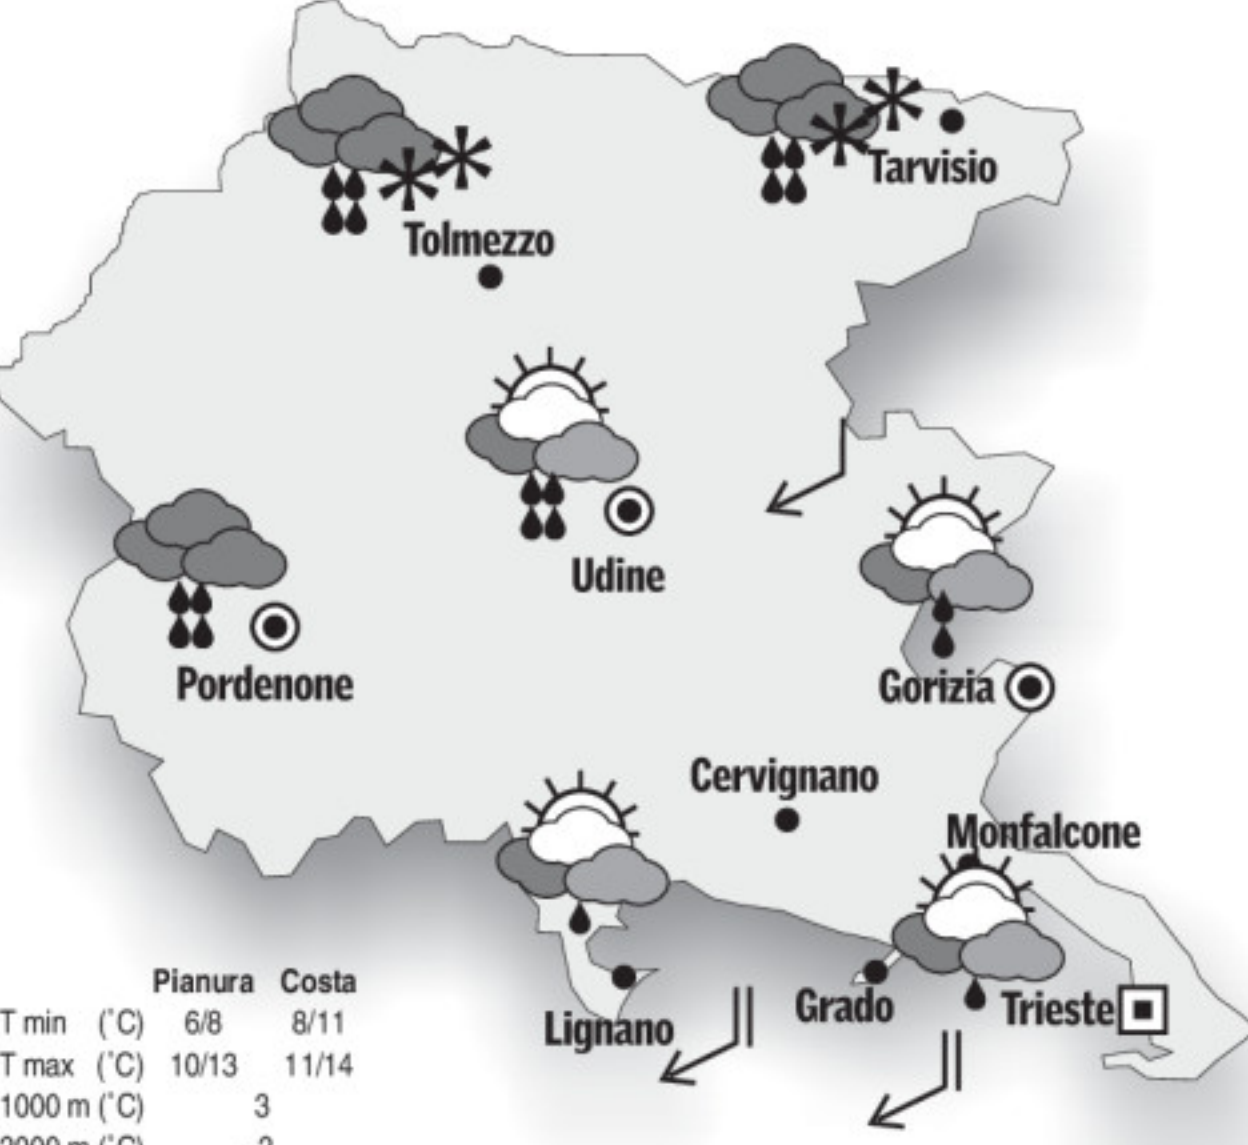 Tarvisio
Tolmezzo
Udine
Pordenone
Gorizia
Cervignano
Monfalcone
Grado
Trieste
Lignano
Pianura Costa
T min (°C) 6/8 8/11
T max (°C) 10/13 11/14
1000 m (°C) 3